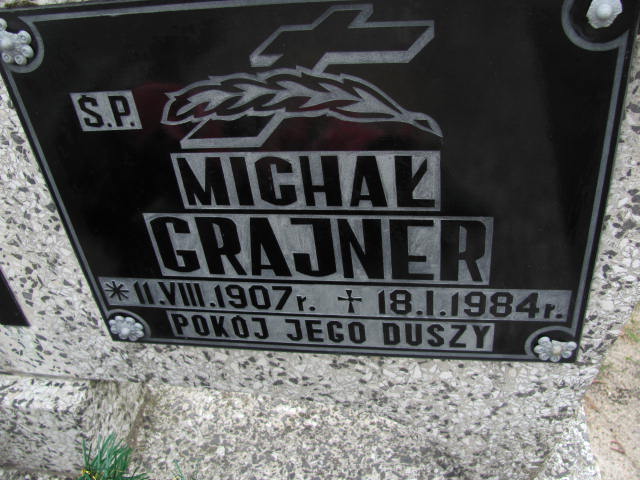 Ś.P.
MICHAŁ
GRAJNER
* 11.VIII.1907r. + 18.I.1984r.
POKÓJ JEGO DUSZY